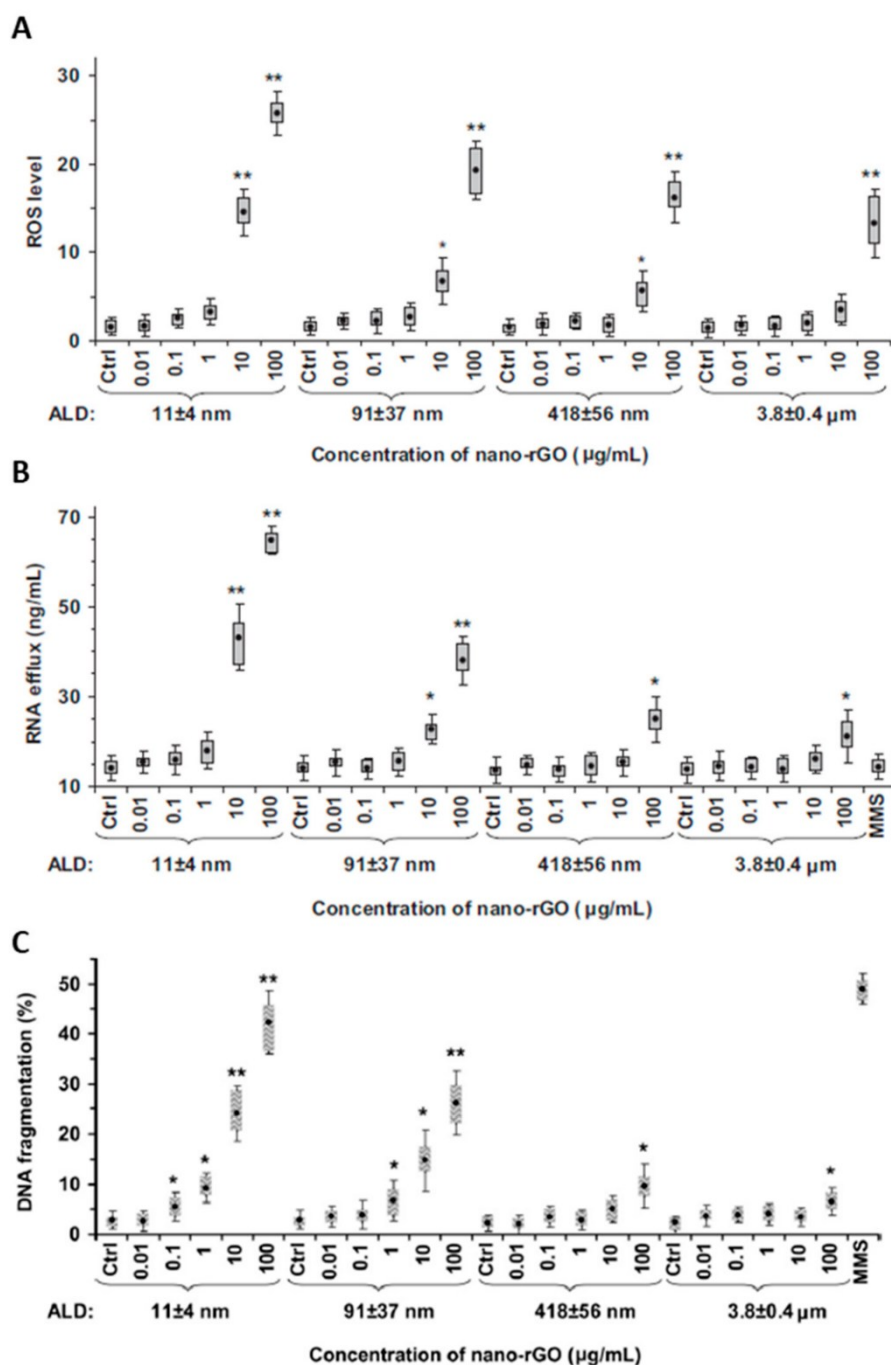 A
** ** ** ** **
* *
30
20
10
0
ROS level
Ctrl 0.01 0.1 1 10 100 Ctrl 0.01 0.1 1 10 100 Ctrl 0.01 0.1 1 10 100 Ctrl 0.01 0.1 1 10 100
ALD: 11±4 nm 91±37 nm 418±56 nm 3.8±0.4 µm
Concentration of nano-rGO ( µg/mL)
B
** ** **
* * *
70
50
30
10
RNA efflux (ng/mL)
Ctrl 0.01 0.1 1 10 100 Ctrl 0.01 0.1 1 10 100 Ctrl 0.01 0.1 1 10 100 Ctrl 0.01 0.1 1 10 100 MMS
ALD: 11±4 nm 91±37 nm 418±56 nm 3.8±0.4 µm
Concentration of nano-rGO ( µg/mL)
C
** ** **
* * * * * *
50
40
30
20
10
0
DNA fragmentation (%)
Ctrl 0.01 0.1 1 10 100 Ctrl 0.01 0.1 1 10 100 Ctrl 0.01 0.1 1 10 100 Ctrl 0.01 0.1 1 10 100 MMS
ALD: 11±4 nm 91±37 nm 418±56 nm 3.8±0.4 µm
Concentration of nano-rGO (µg/mL)